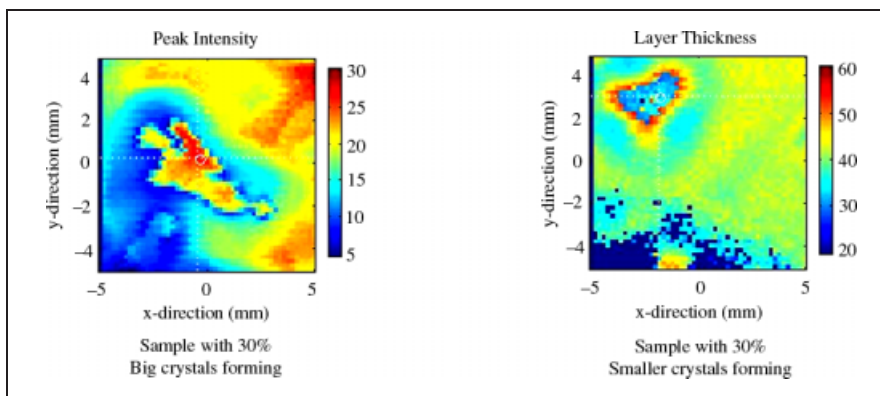 Peak Intensity
4
2
0
−2
−4
y-direction (mm)
−5
0
5
x-direction (mm)
30
25
20
15
10
5
Sample with 30%
Big crystals forming
Layer Thickness
4
2
0
−2
−4
y-direction (mm)
−5
0
5
x-direction (mm)
60
50
40
30
20
Sample with 30%
Smaller crystals forming